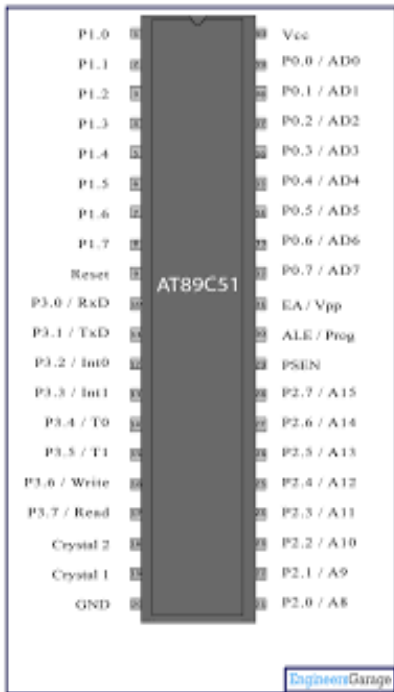 P1.0
P1.1
P1.2
P1.3
P1.4
P1.5
P1.6
P1.7
Reset
P3.0 / RxD
P3.1 / TxD
P3.2 / Int0
P3.3 / Int1
P3.4 / T0
P3.5 / T1
P3.6 / Write
P3.7 / Read
Crystal 2
Crystal 1
GND
AT89C51
Vcc
P0.0 / AD0
P0.1 / AD1
P0.2 / AD2
P0.3 / AD3
P0.4 / AD4
P0.5 / AD5
P0.6 / AD6
P0.7 / AD7
EA / Vpp
ALE / Prog
PSEN
P2.7 / A15
P2.6 / A14
P2.5 / A13
P2.4 / A12
P2.3 / A11
P2.2 / A10
P2.1 / A9
P2.0 / A8
EngineersGarage